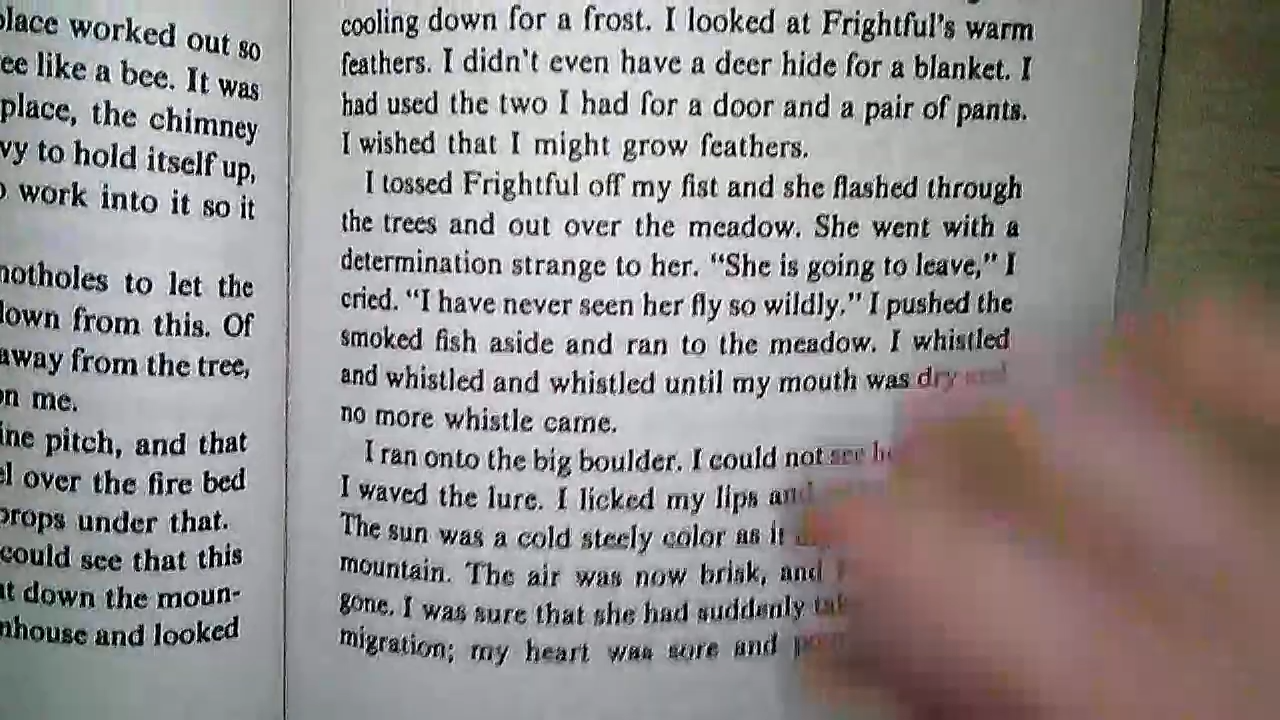 place worked out so
ee like a bee. It was
place, the chimney
vy to hold itself up,
work into it so it
notholes to let the
down from this. Of
away from the tree,
on me.
ine pitch, and that
el over the fire bed
props under that.
could see that this
at down the moun-
nhouse and looked
cooling down for a frost. I looked at Frightful's warm
feathers. I didn't even have a deer hide for a blanket. I
had used the two I had for a door and a pair of pants.
I wished that I might grow feathers.
I tossed Frightful off my fist and she flashed through
the trees and out over the meadow. She went with a
determination strange to her. “She is going to leave,” I
cried. “I have never seen her fly so wildly.” I pushed the
smoked fish aside and ran to the meadow. I whistled
and whistled and whistled until my mouth was dry and
no more whistle came.
I ran onto the big boulder. I could not see
I waved the lure. I licked my lips and
The sun was a cold steely color as it
mountain. The air was now brisk, and
gone. I was sure that she had suddenly
migration; my heart was sore and